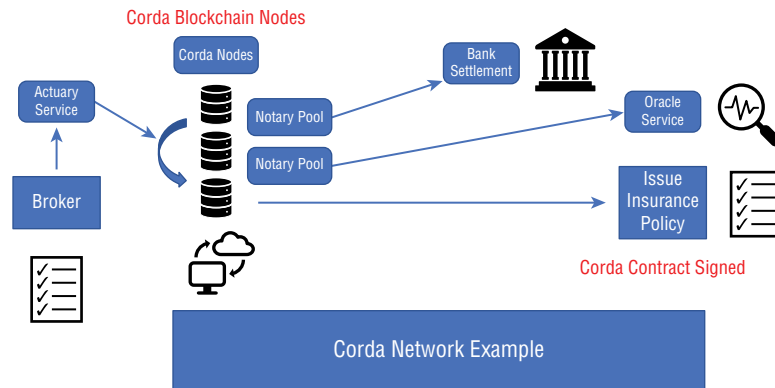 Corda Blockchain Nodes
Corda Nodes
Bank
Settlement
Actuary
Service
Notary Pool
Oracle
Service
Notary Pool
Broker
Issue
Insurance
Policy
Corda Contract Signed
Corda Network Example